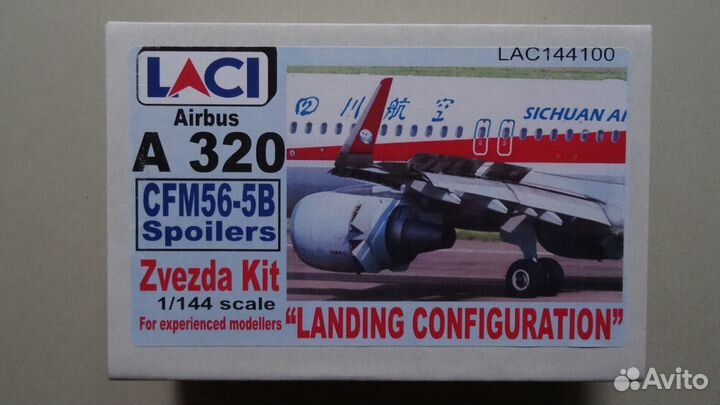 LAC144100
LACI
Airbus
A 320
CFM56-5B
Spoilers
Zvezda Kit
1/144 scale
For experienced modellers
"LANDING CONFIGURATION"
川航空
SICHUAN AI
Avito